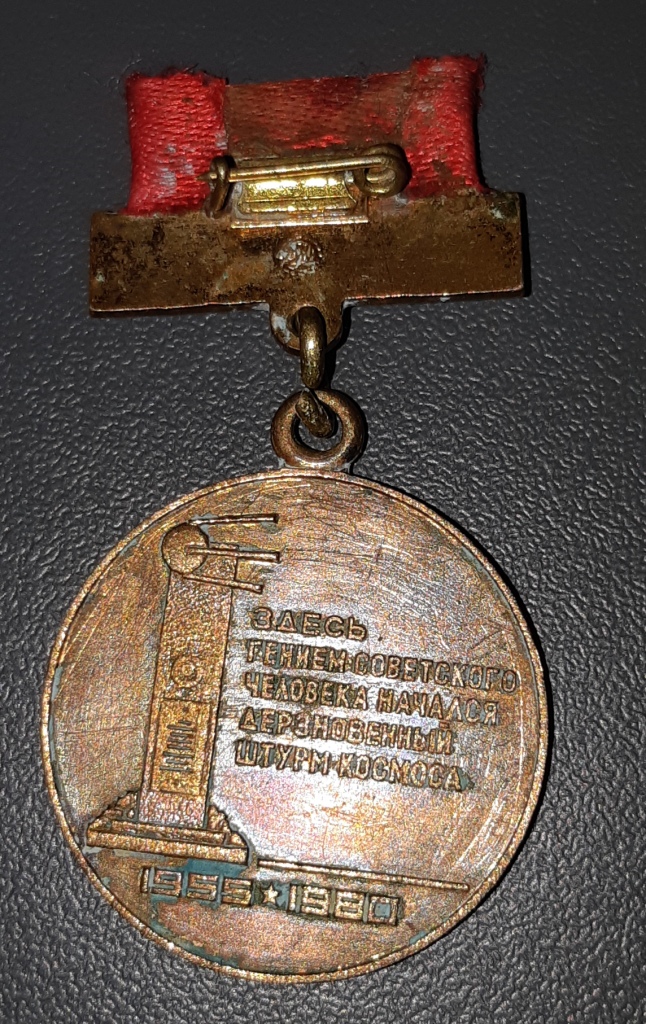 ЗДЕСЬ
ГЕНИЕМ СОВЕТСКОГО
ЧЕЛОВЕКА НАЧАЛСЯ
ДЕРЗНОВЕННЫЙ
ШТУРМ КОСМОСА
1955★1980